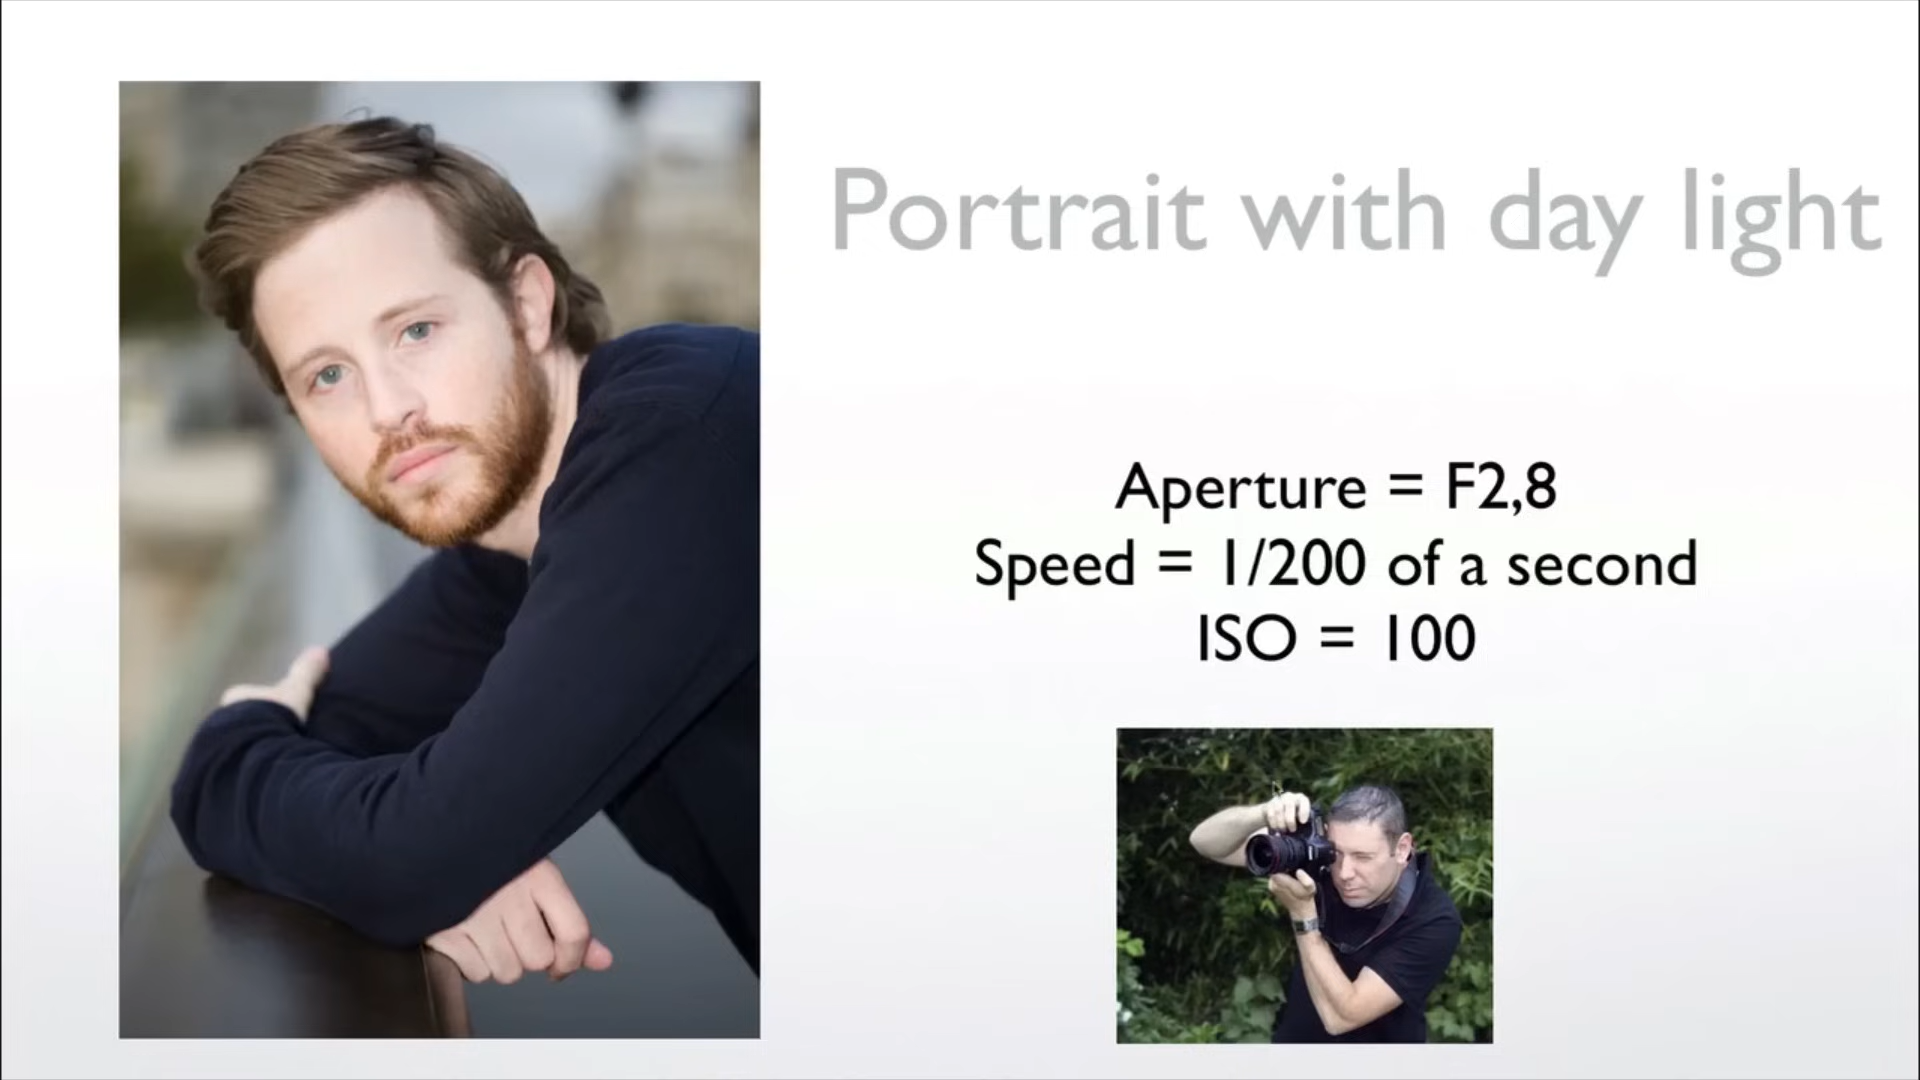 Portrait with day light
Aperture = F2,8
Speed = 1/200 of a second
ISO = 100